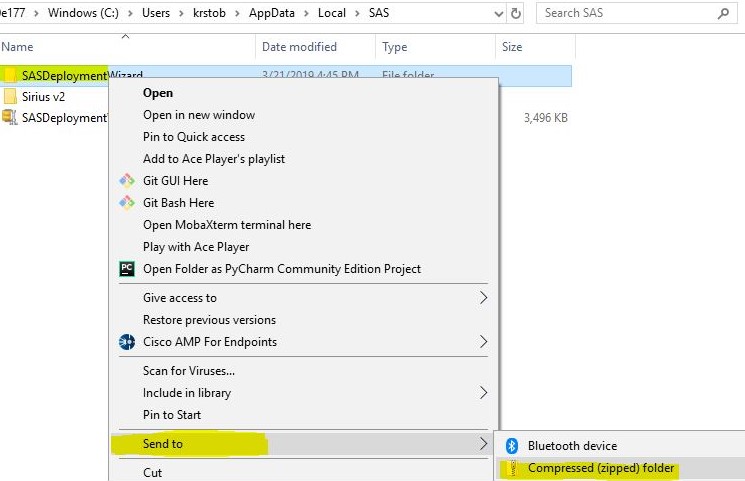 e177 > Windows (C:) > Users > krstob > AppData > Local > SAS
Search SAS
Name Date modified Type Size
SASDeploymentWizard 3/21/2019 4:45 PM File folder
Sirius v2
SASDeployment 3,496 KB
Open
Open in new window
Pin to Quick access
Add to Ace Player's playlist
Git GUI Here
Git Bash Here
Open MobaXterm terminal here
Play with Ace Player
PC Open Folder as PyCharm Community Edition Project
Give access to
Restore previous versions
Cisco AMP For Endpoints
Scan for Viruses...
Include in library
Pin to Start
Send to
Bluetooth device
Compressed (zipped) folder
Cut